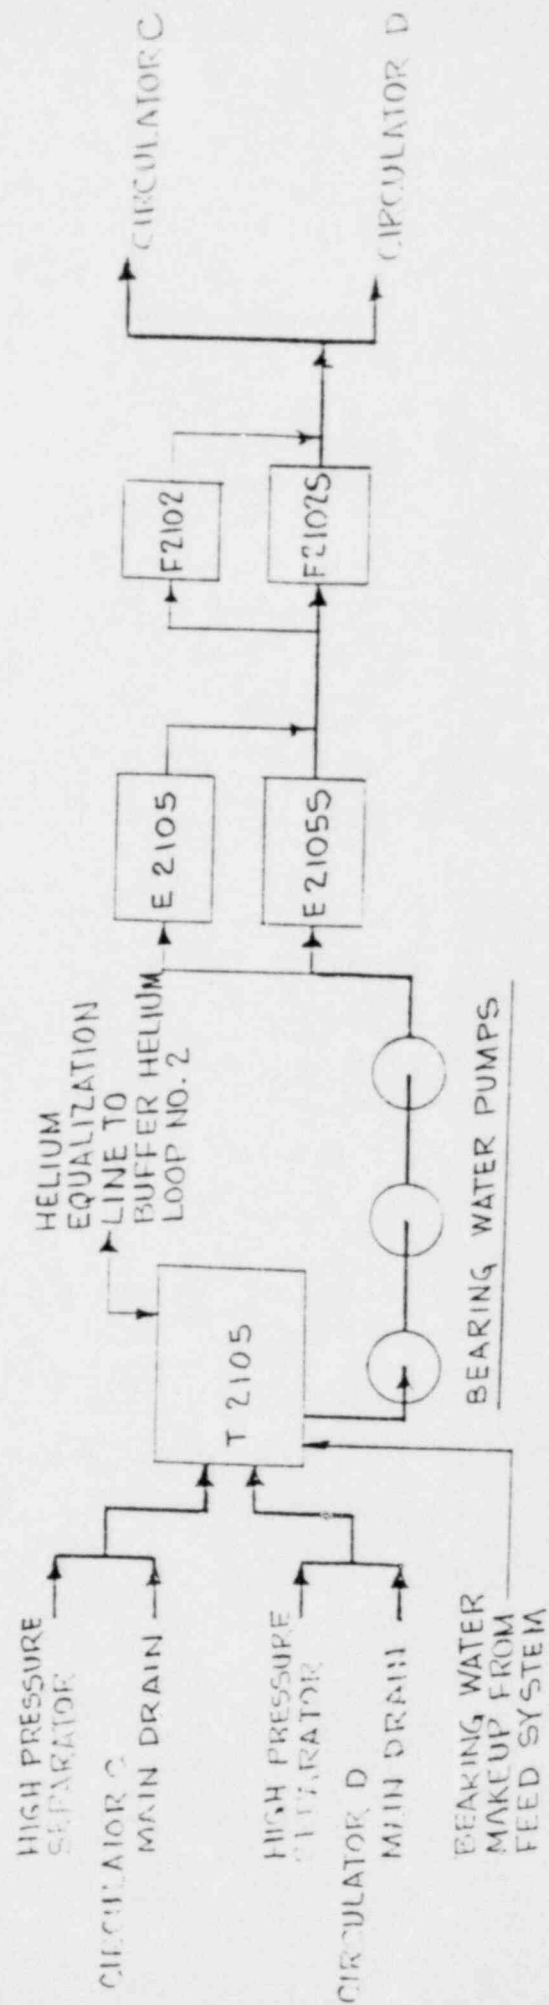 HIGH PRESSURE
SEPARATOR
CIRCULATOR C
MAIN DRAIN
HIGH PRESSURE
CIRCULATOR D
MAIN DRAIN
BEARING WATER
MAKEUP FROM
FEED SYSTEM
T 2105
HELIUM
EQUALIZATION
LINE TO
BUFFER HELIUM
LOOP NO. 2
BEARING WATER PUMPS
E 2105
E 2105S
F2102
F2102S
CIRCULATOR C
CIRCULATOR D